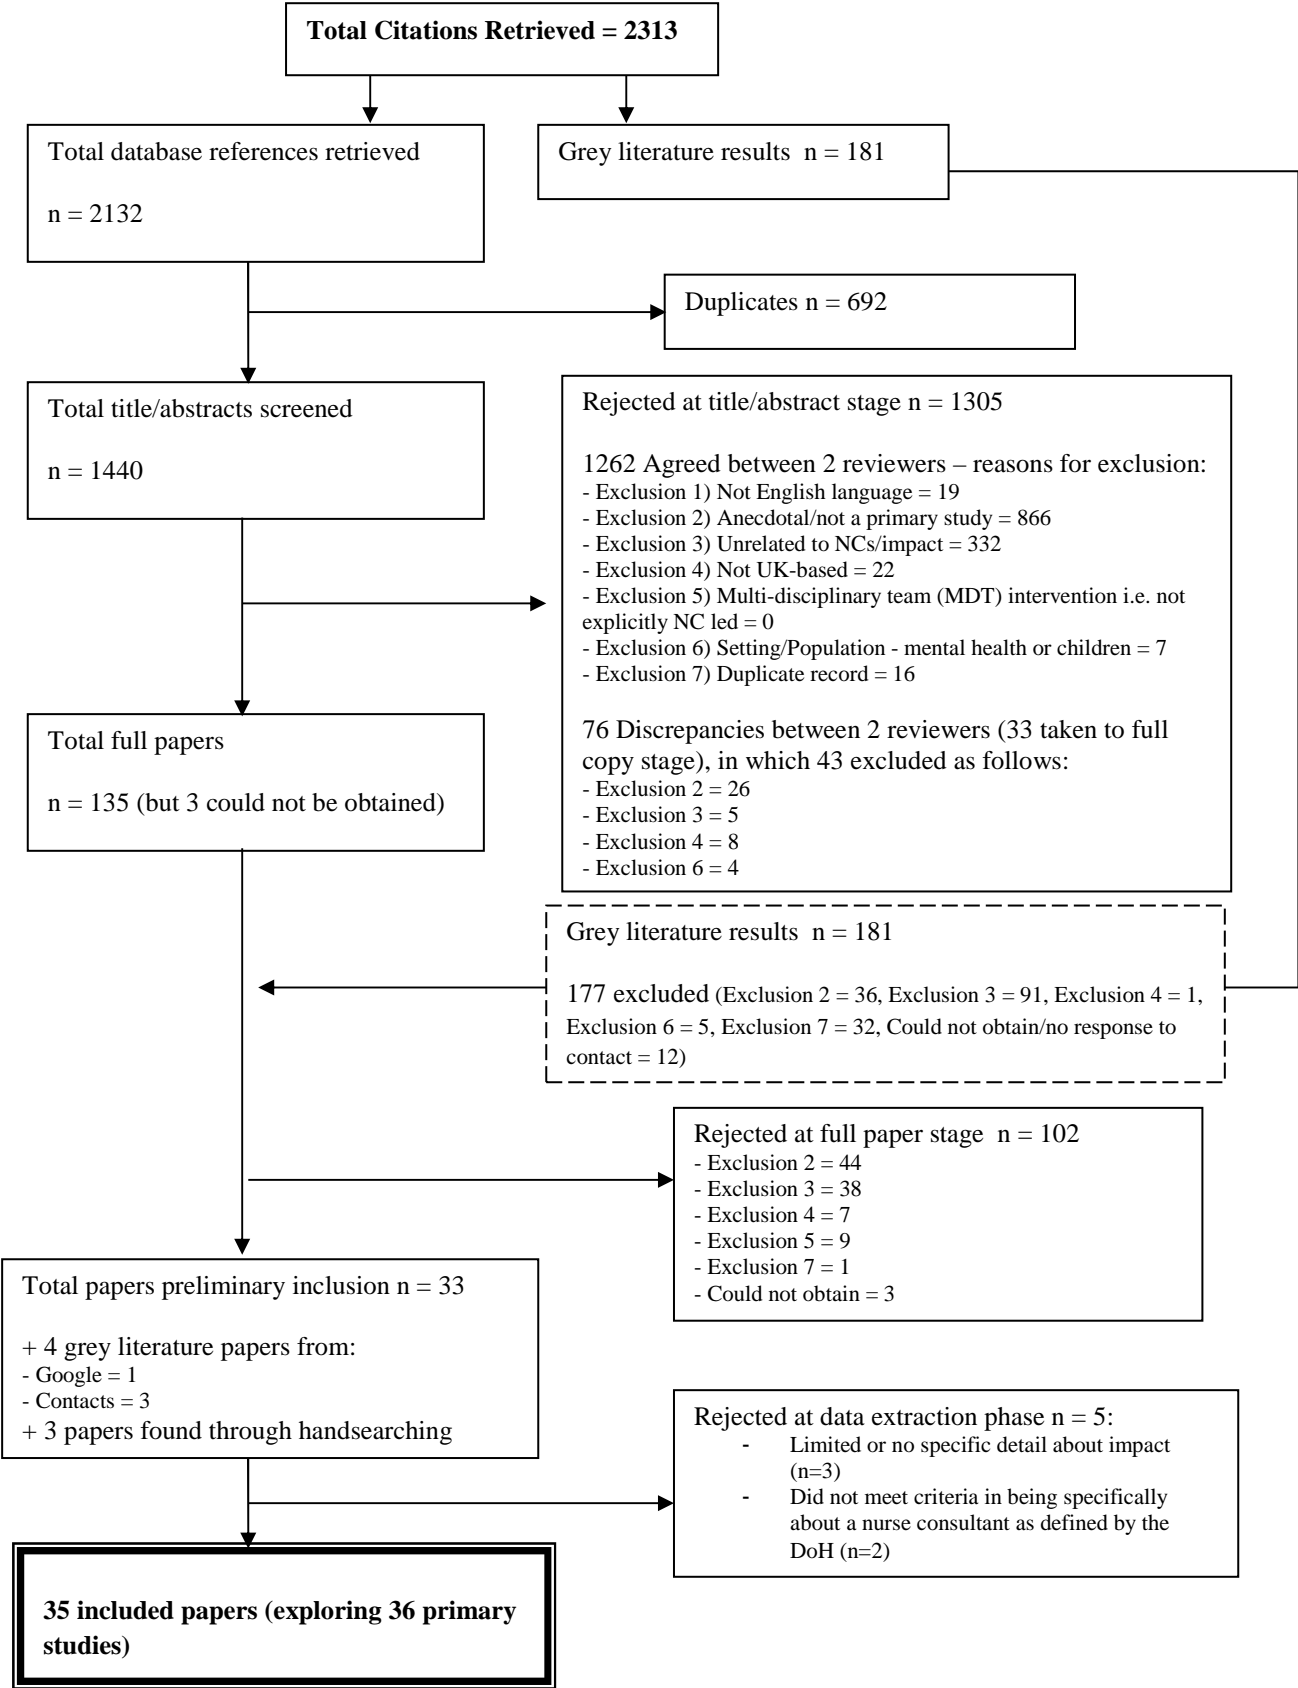 Total Citations Retrieved = 2313
Total database references retrieved
n = 2132
Grey literature results  n = 181
Duplicates n = 692
Total title/abstracts screened
n = 1440
Rejected at title/abstract stage n = 1305
1262 Agreed between 2 reviewers – reasons for exclusion:
- Exclusion 1) Not English language = 19
- Exclusion 2) Anecdotal/not a primary study = 866
- Exclusion 3) Unrelated to NCs/impact = 332
- Exclusion 4) Not UK-based = 22
- Exclusion 5) Multi-disciplinary team (MDT) intervention i.e. not
explicitly NC led = 0
- Exclusion 6) Setting/Population - mental health or children = 7
- Exclusion 7) Duplicate record = 16
76 Discrepancies between 2 reviewers (33 taken to full
copy stage), in which 43 excluded as follows:
- Exclusion 2 = 26
- Exclusion 3 = 5
- Exclusion 4 = 8
- Exclusion 6 = 4
Total full papers
n = 135 (but 3 could not be obtained)
Grey literature results  n = 181
177 excluded (Exclusion 2 = 36, Exclusion 3 = 91, Exclusion 4 = 1,
Exclusion 6 = 5, Exclusion 7 = 32, Could not obtain/no response to
contact = 12)
Rejected at full paper stage  n = 102
- Exclusion 2 = 44
- Exclusion 3 = 38
- Exclusion 4 = 7
- Exclusion 5 = 9
- Exclusion 7 = 1
- Could not obtain = 3
Total papers preliminary inclusion n = 33
+ 4 grey literature papers from:
- Google = 1
- Contacts = 3
+ 3 papers found through handsearching
Rejected at data extraction phase n = 5:
- Limited or no specific detail about impact
(n=3)
- Did not meet criteria in being specifically
about a nurse consultant as defined by the
DoH (n=2)
35 included papers (exploring 36 primary
studies)